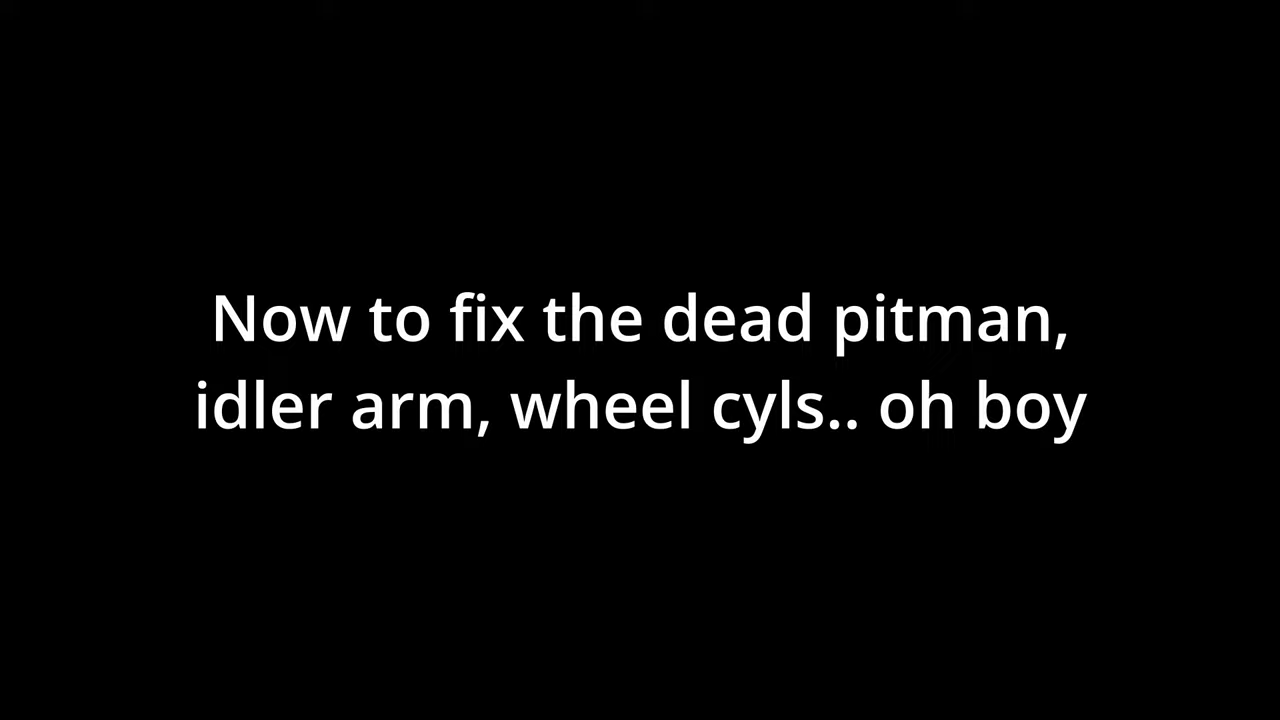 Now to fix the dead pitman,
idler arm, wheel cyls.. oh boy